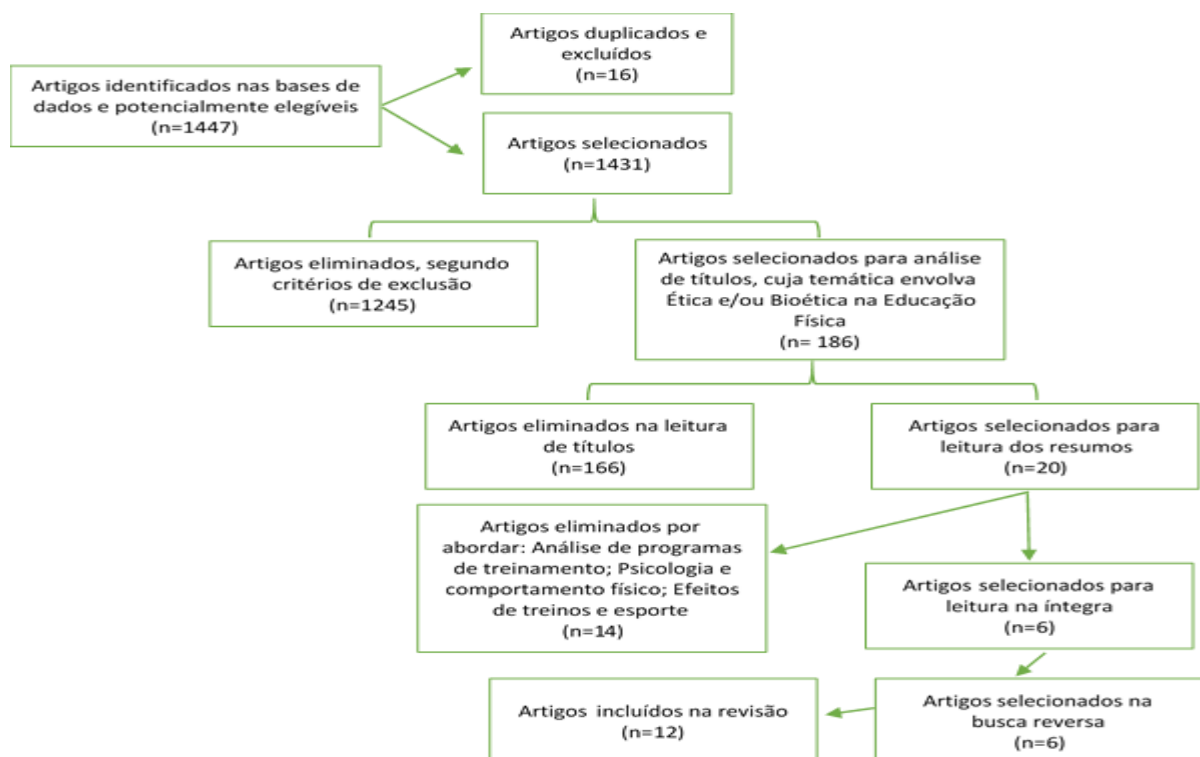 Artigos duplicados e
excluídos
(n=16)
Artigos identificados nas bases de
dados e potencialmente elegíveis
(n=1447)
Artigos selecionados
(n=1431)
Artigos eliminados, segundo
critérios de exclusão
(n=1245)
Artigos selecionados para análise
de títulos, cuja temática envolva
Ética e/ou Bioética na Educação
Física
(n= 186)
Artigos eliminados na leitura
de títulos
(n=166)
Artigos selecionados para
leitura dos resumos
(n=20)
Artigos eliminados por
abordar: Análise de programas
de treinamento; Psicologia e
comportamento físico; Efeitos
de treinos e esporte
(n=14)
Artigos selecionados para
leitura na íntegra
(n=6)
Artigos incluídos na revisão
(n=12)
Artigos selecionados na
busca reversa
(n=6)